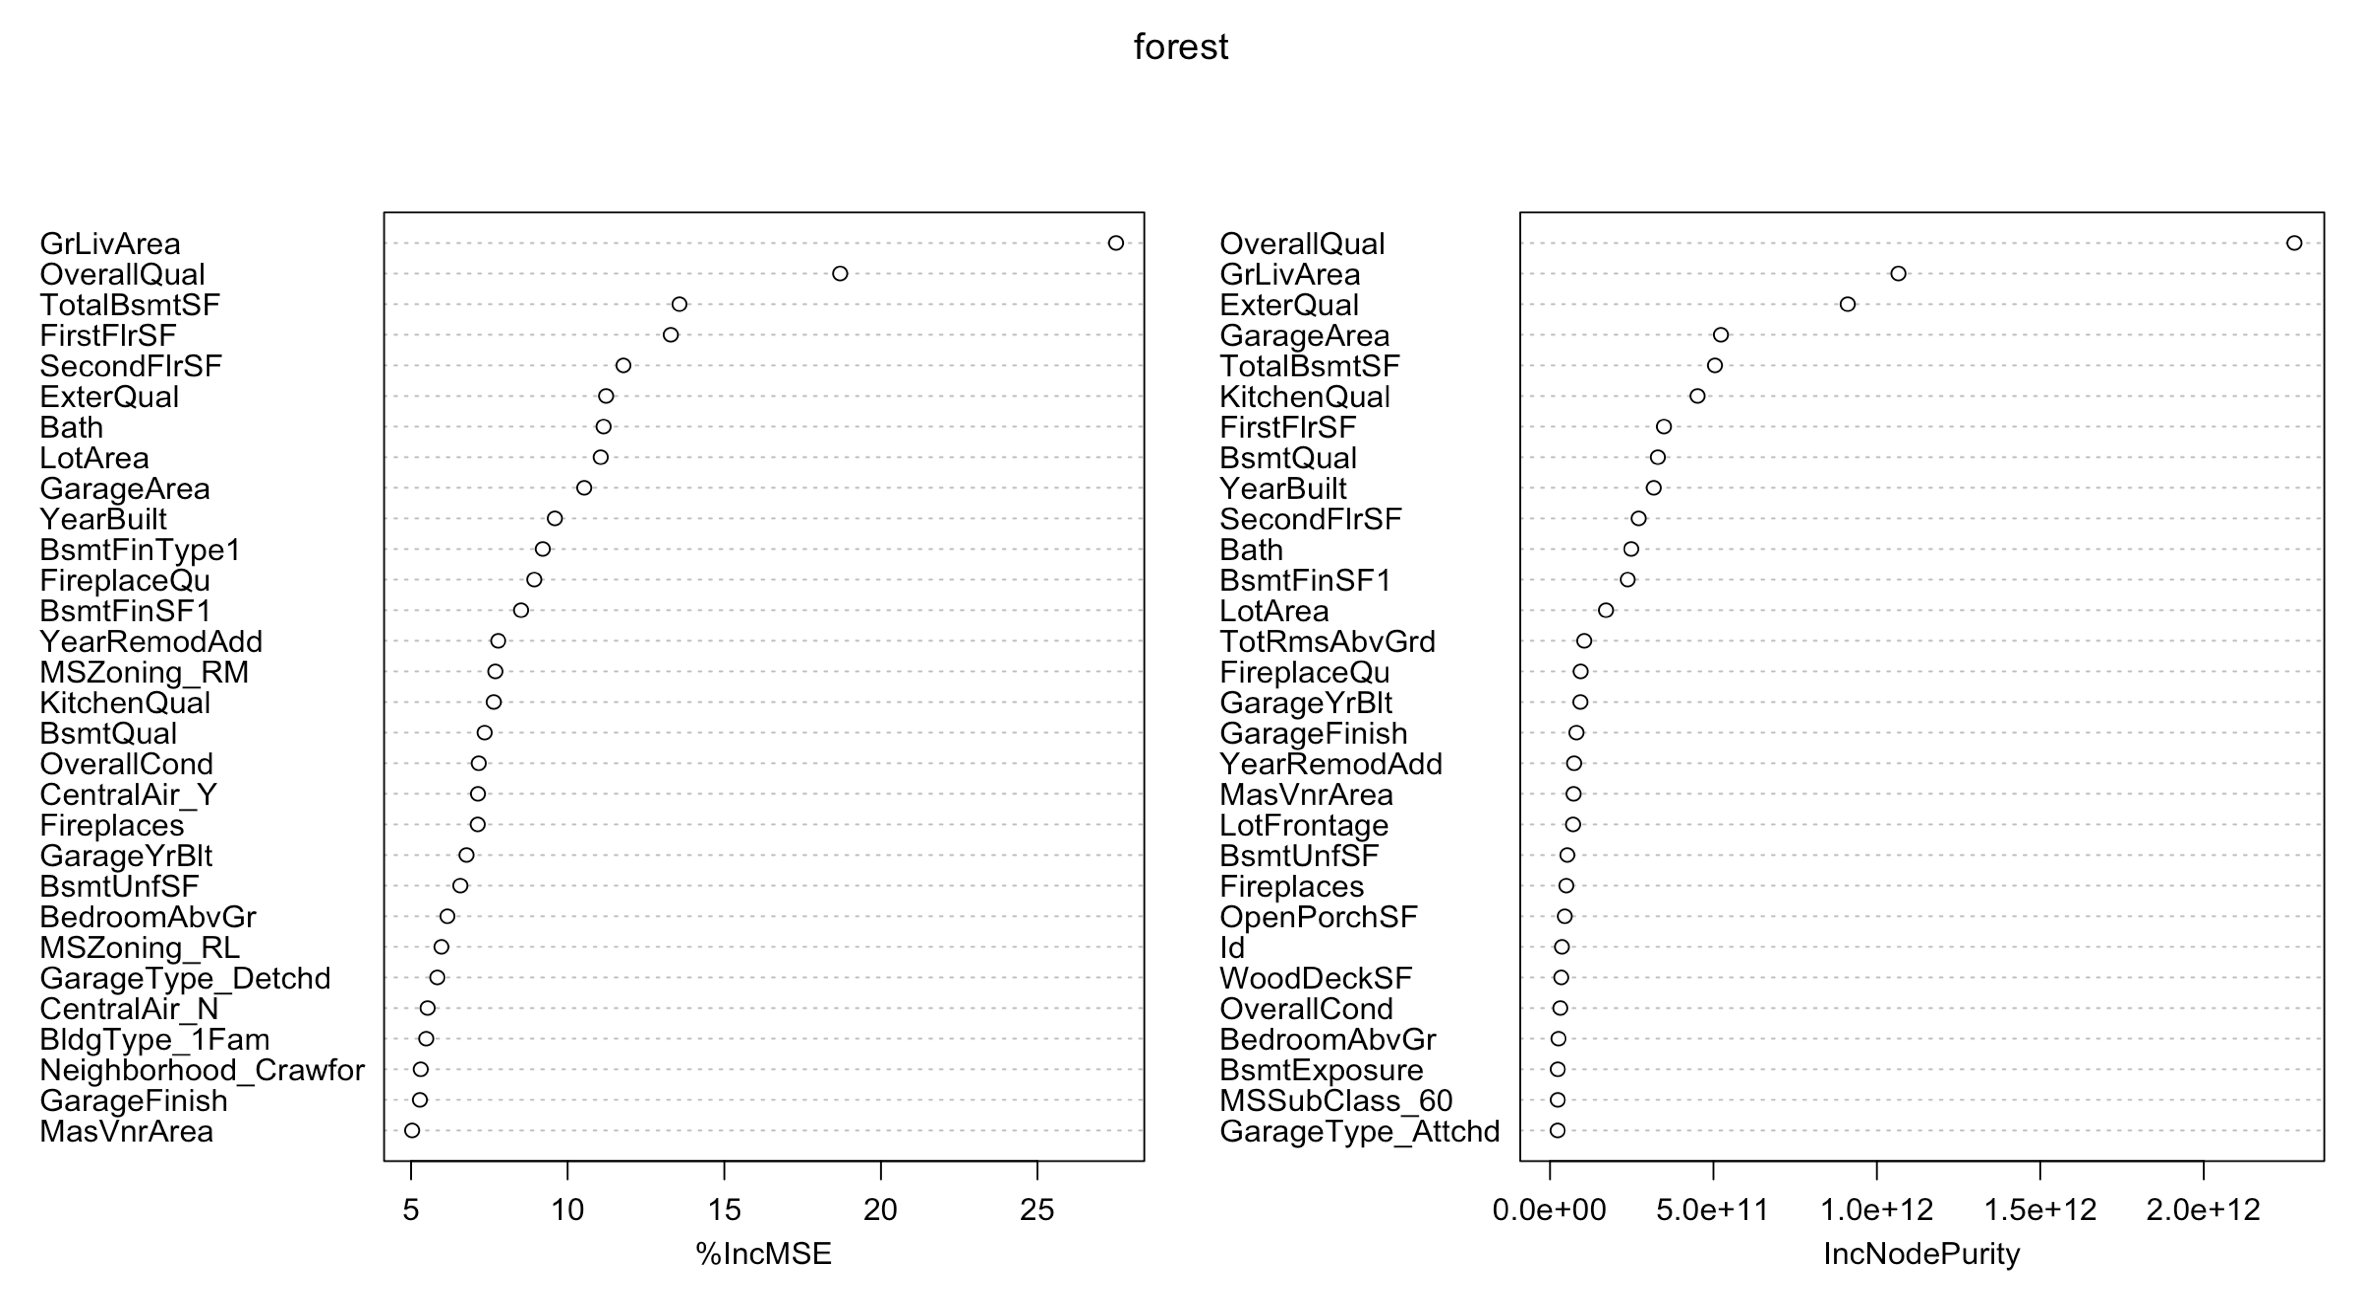 forest
GrLivArea
OverallQual
TotalBsmtSF
FirstFlrSF
SecondFlrSF
ExterQual
Bath
LotArea
GarageArea
YearBuilt
BsmtFinType1
FireplaceQu
BsmtFinSF1
YearRemodAdd
MSZoning_RM
KitchenQual
BsmtQual
OverallCond
CentralAir_Y
Fireplaces
GarageYrBlt
BsmtUnfSF
BedroomAbvGr
MSZoning_RL
GarageType_Detchd
CentralAir_N
BldgType_1Fam
Neighborhood_Crawfor
GarageFinish
MasVnrArea
5 10 15 20 25
%IncMSE
OverallQual
GrLivArea
ExterQual
GarageArea
TotalBsmtSF
KitchenQual
FirstFlrSF
BsmtQual
YearBuilt
SecondFlrSF
Bath
BsmtFinSF1
LotArea
TotRmsAbvGrd
FireplaceQu
GarageYrBlt
GarageFinish
YearRemodAdd
MasVnrArea
LotFrontage
BsmtUnfSF
Fireplaces
OpenPorchSF
Id
WoodDeckSF
OverallCond
BedroomAbvGr
BsmtExposure
MSSubClass_60
GarageType_Attchd
0.0e+00 5.0e+11 1.0e+12 1.5e+12 2.0e+12
IncNodePurity